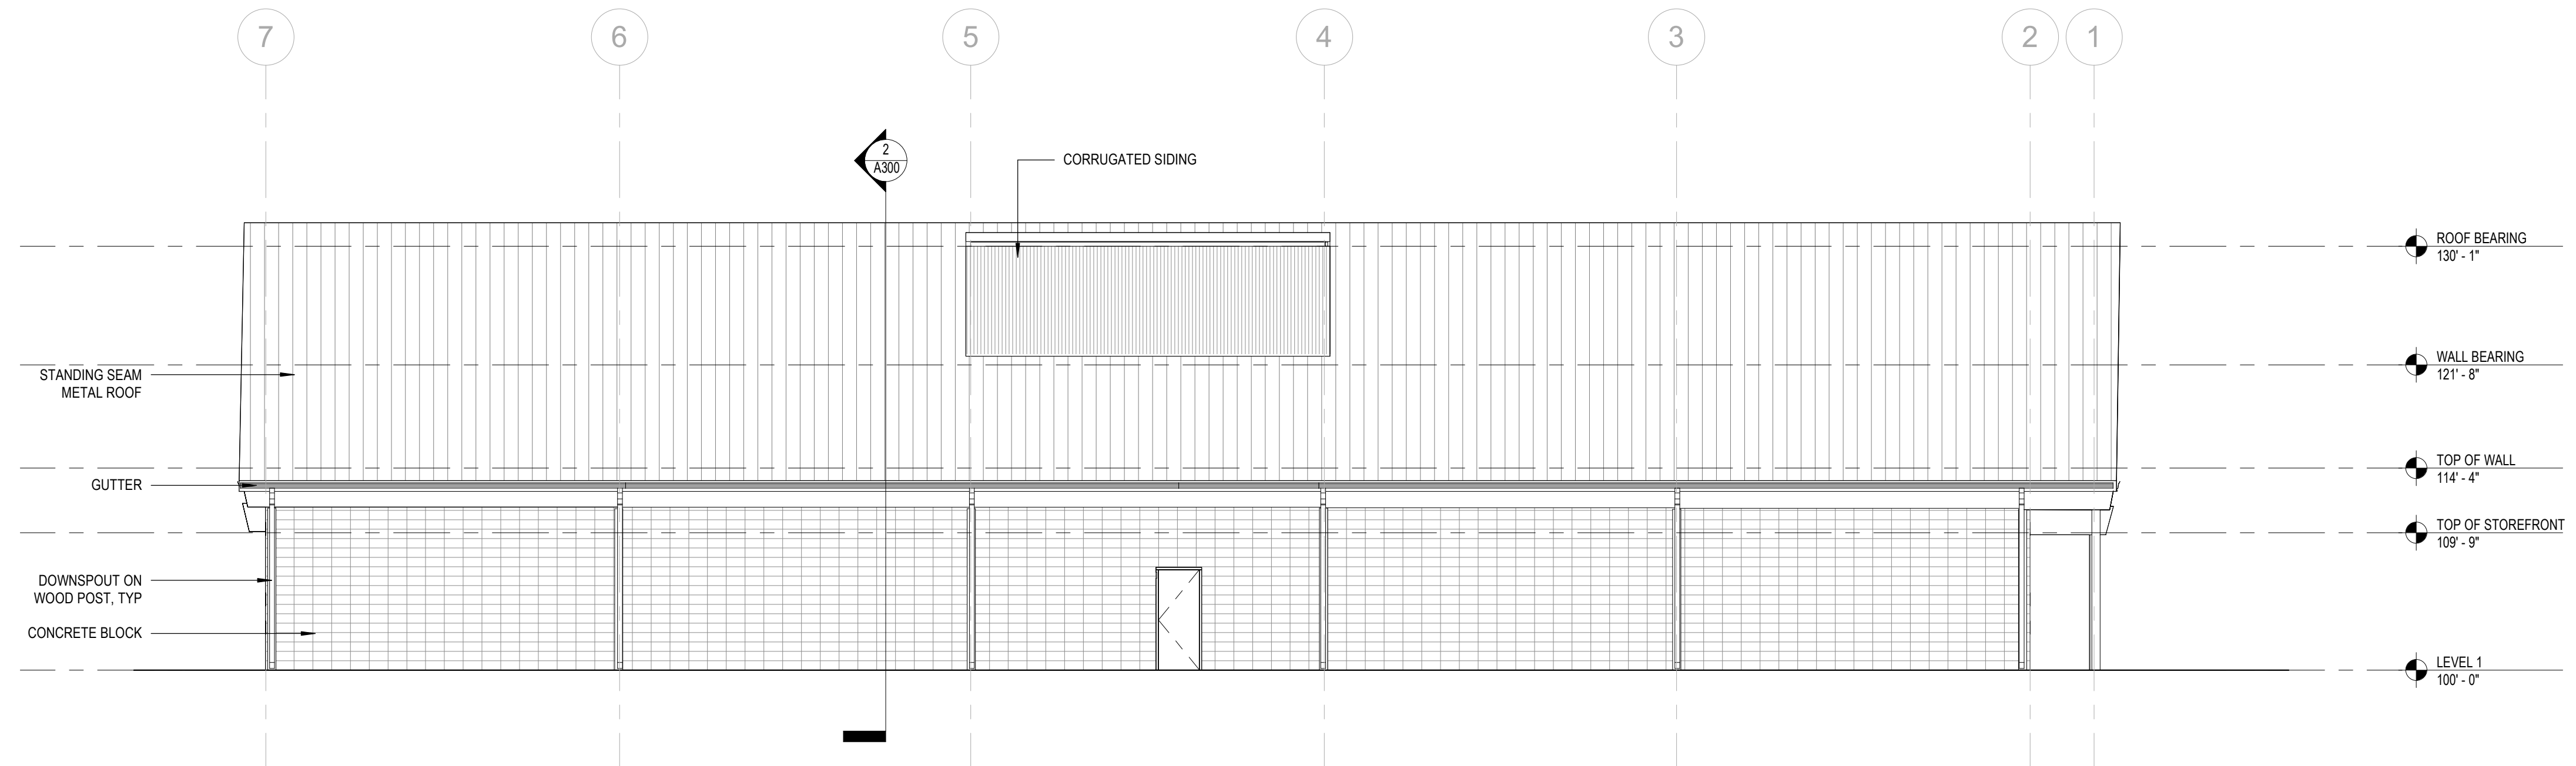 7 6 5 4 3 2 1
2
A300
CORRUGATED SIDING
ROOF BEARING
130' - 1"
WALL BEARING
121' - 8"
STANDING SEAM
METAL ROOF
TOP OF WALL
114' - 4"
GUTTER
TOP OF STOREFRONT
109' - 9"
DOWNSPOUT ON
WOOD POST, TYP
CONCRETE BLOCK
LEVEL 1
100' - 0"